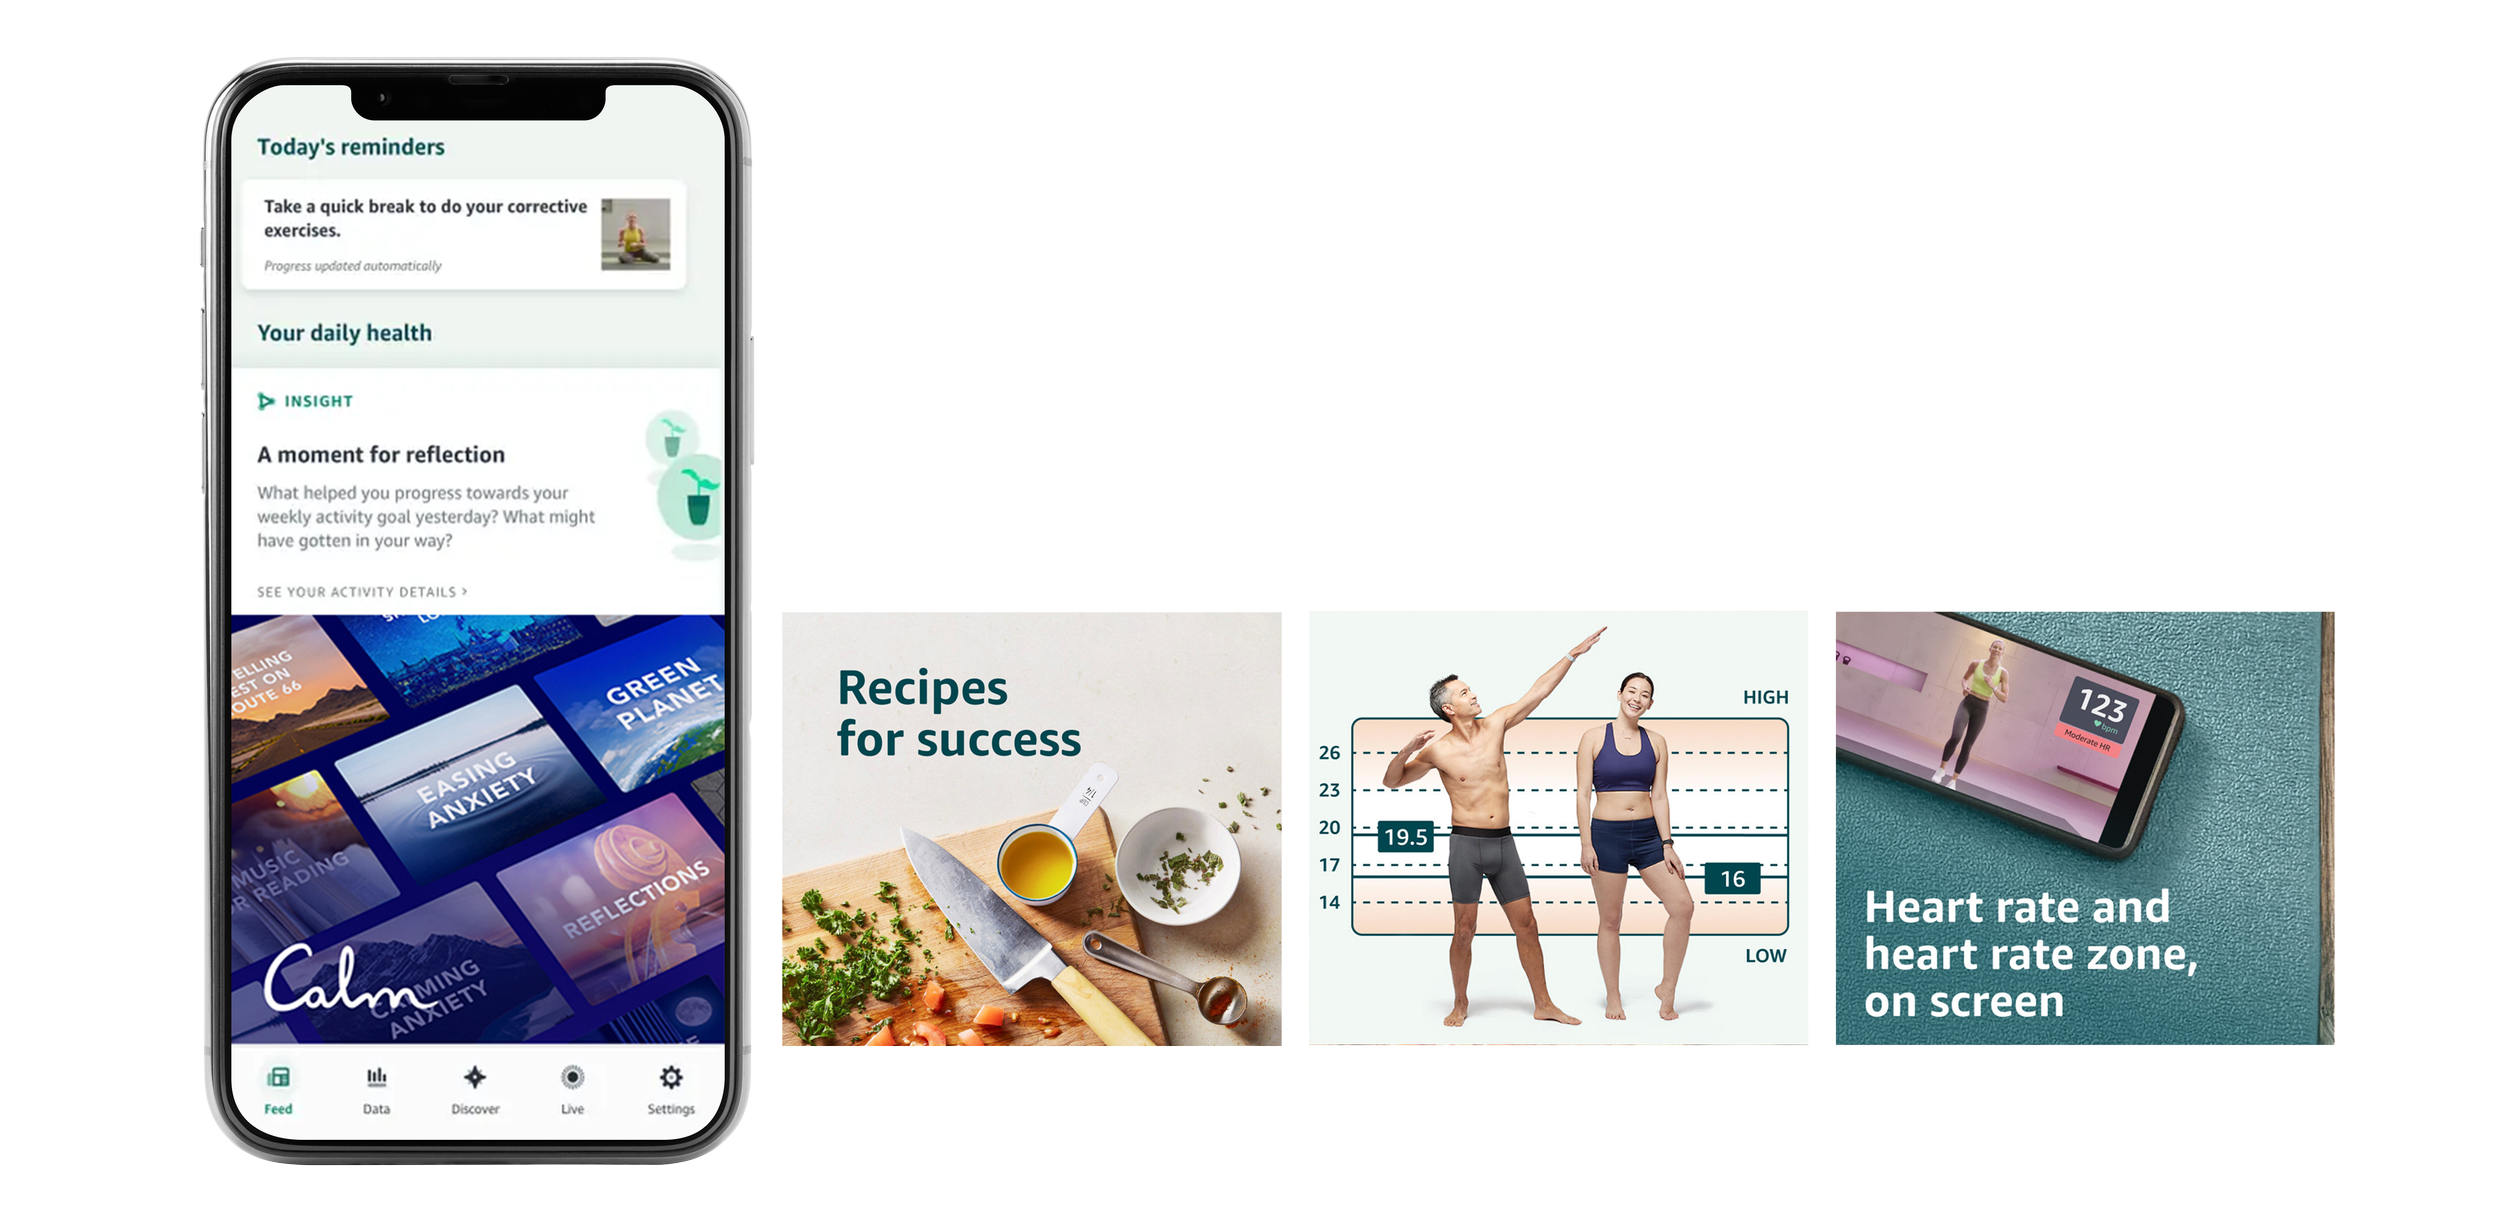 Today's reminders
Take a quick break to do your corrective
exercises.
Progress updated automatically
Your daily health
INSIGHT
A moment for reflection
What helped you progress towards your
weekly activity goal yesterday? What might
have gotten in your way?
SEE YOUR ACTIVITY DETAILS >
ELLING
EST ON
OUTE 66
GREEN
PLANET
EASING
ANXIETY
MUSIC
R READING
REFLECTIONS
Calm
CALMING
ANXIETY
Feed
Data
Discover
Live
Settings
Recipes
for success
1/4
CUP
HIGH
26
23
20
19.5
17
16
14
LOW
123
bpm
Moderate HR
Heart rate and
heart rate zone,
on screen